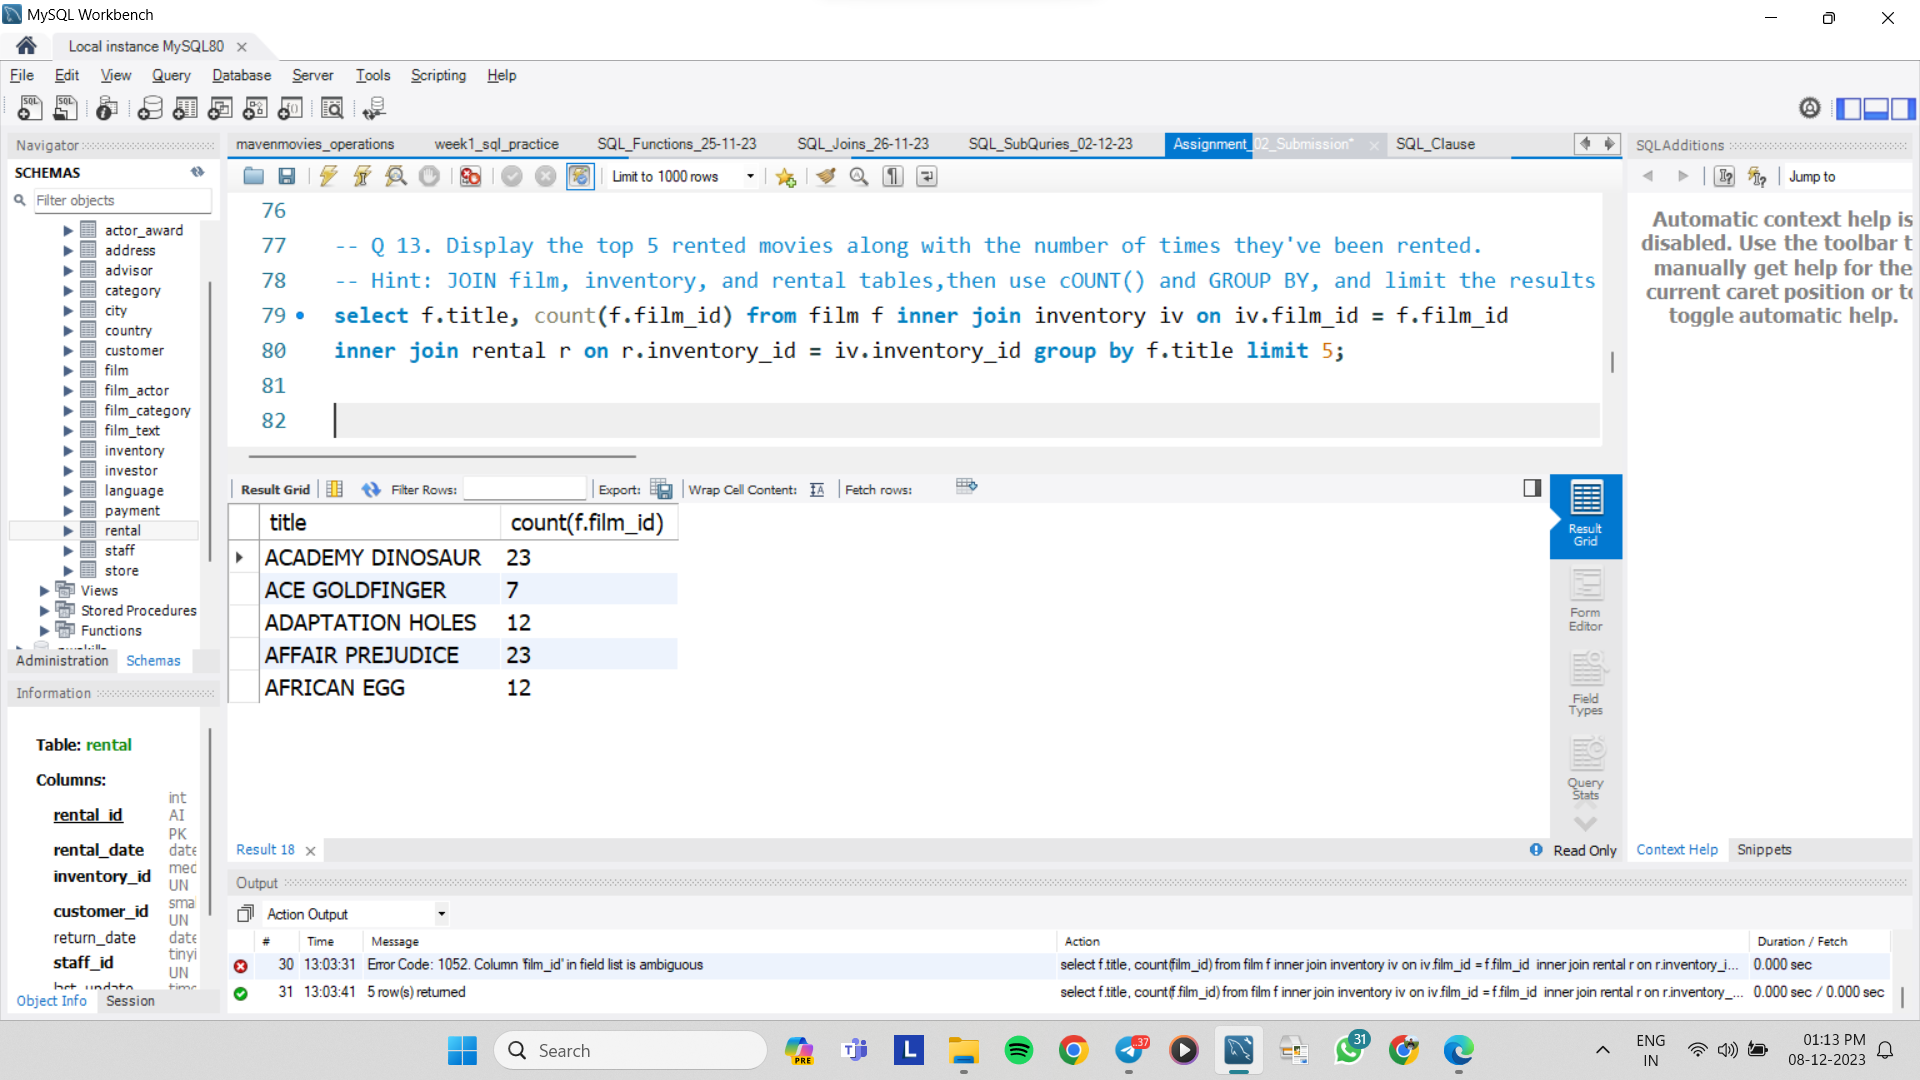 MySQL Workbench
Local instance MySQL80
File Edit View Query Database Server Tools Scripting Help
Navigator
SCHEMAS
Filter objects
actor_award
address
advisor
category
city
country
customer
film
film_actor
film_category
film_text
inventory
investor
language
payment
rental
staff
store
Views
Stored Procedures
Functions
Administration Schemas
Information
Table: rental
Columns:
rental_id int AI PK
rental_date date
inventory_id med UN
customer_id sma UN
return_date date
staff_id tinyi UN
Object Info Session
mavenmovies_operations week1_sql_practice SQL_Functions_25-11-23 SQL_Joins_26-11-23 SQL_SubQuries_02-12-23 Assignment_02_Submission* SQL_Clause
Limit to 1000 rows
76
77 -- Q 13. Display the top 5 rented movies along with the number of times they've been rented.
78 -- Hint: JOIN film, inventory, and rental tables,then use cOUNT() and GROUP BY, and limit the results
79 select f.title, count(f.film_id) from film f inner join inventory iv on iv.film_id = f.film_id
80 inner join rental r on r.inventory_id = iv.inventory_id group by f.title limit 5;
81
82
Result Grid Filter Rows: Export: Wrap Cell Content: Fetch rows:
title count(f.film_id)
ACADEMY DINOSAUR 23
ACE GOLDFINGER 7
ADAPTATION HOLES 12
AFFAIR PREJUDICE 23
AFRICAN EGG 12
Result
Grid
Form
Editor
Field
Types
Query
Stats
Result 18
Read Only
SQLAdditions
Jump to
Automatic context help is
disabled. Use the toolbar t
manually get help for the
current caret position or to
toggle automatic help.
Context Help Snippets
Output
Action Output
# Time Message Action Duration / Fetch
30 13:03:31 Error Code: 1052. Column 'film_id' in field list is ambiguous select f.title, count(film_id) from film f inner join inventory iv on iv.film_id = f.film_id inner join rental r on r.inventory_i... 0.000 sec
31 13:03:41 5 row(s) returned select f.title, count(f.film_id) from film f inner join inventory iv on iv.film_id = f.film_id inner join rental r on r.inventory_... 0.000 sec / 0.000 sec
Search
PRE
L
.37
31
ENG
IN
01:13 PM
08-12-2023